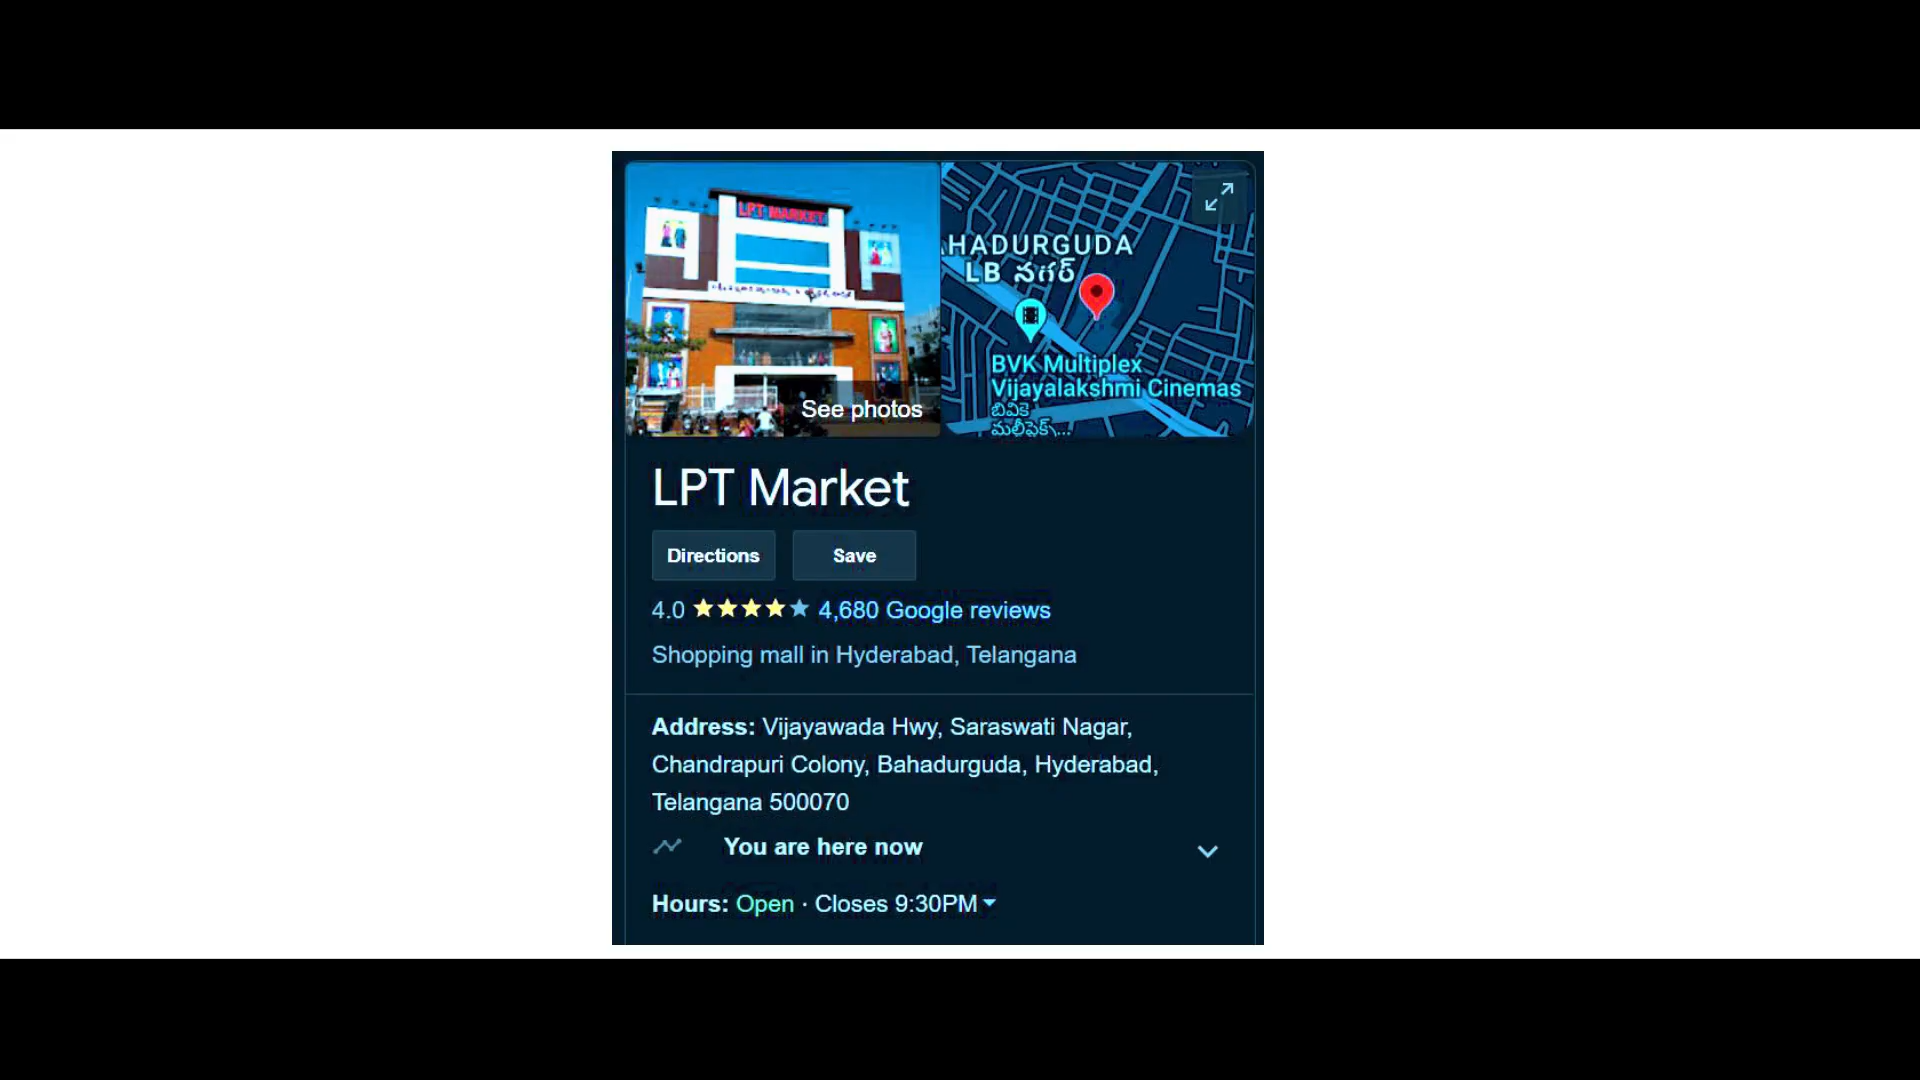 LPT MARKET
See photos
AHADURGUDA
LB నగర్
BVK Multiplex
Vijayalakshmi Cinemas
బివికె
మల్టీప్లెక్స్...
LPT Market
Directions Save
4.0 4,680 Google reviews
Shopping mall in Hyderabad, Telangana
Address: Vijayawada Hwy, Saraswati Nagar,
Chandrapuri Colony, Bahadurguda, Hyderabad,
Telangana 500070
You are here now
Hours: Open · Closes 9:30PM